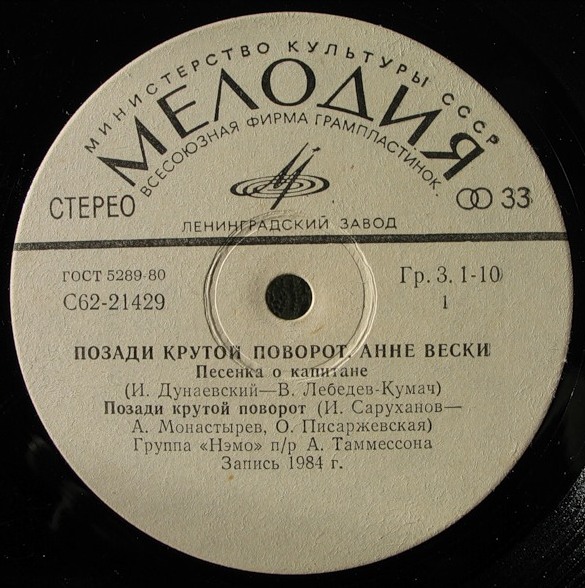 МИНИСТЕРСТВО КУЛЬТУРЫ СССР
МЕЛОДИЯ
ВСЕСОЮЗНАЯ ФИРМА ГРАМПЛАСТИНОК.
СТЕРЕО
33
ЛЕНИНГРАДСКИЙ ЗАВОД
ГОСТ 5289-80
Гр. 3. 1-10
С62-21429
1
ПОЗАДИ КРУТОЙ ПОВОРОТ. АННЕ ВЕСКИ
Песенка о капитане
(И. Дунаевский—В. Лебедев-Кумач)
Позади крутой поворот (И. Саруханов—
А. Монастырев, О. Писаржевская)
Группа «Нэмо» п/р А. Таммессона
Запись 1984 г.